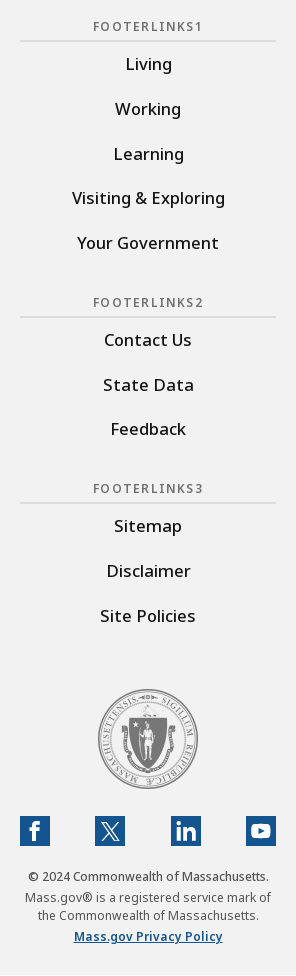 FOOTERLINKS1
Living
Working
Learning
Visiting & Exploring
Your Government
FOOTERLINKS2
Contact Us
State Data
Feedback
FOOTERLINKS3
Sitemap
Disclaimer
Site Policies
SIGILLUM REIPUBLICÆ MASSACHUSETTENSIS
© 2024 Commonwealth of Massachusetts.
Mass.gov® is a registered service mark of
the Commonwealth of Massachusetts.
Mass.gov Privacy Policy